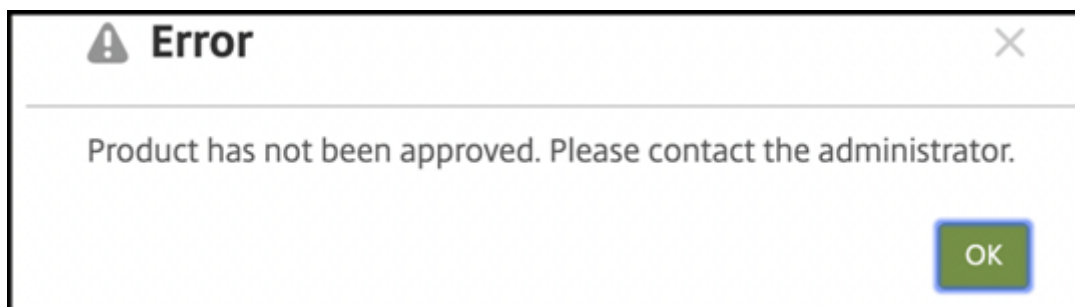 Error
Product has not been approved. Please contact the administrator.
OK